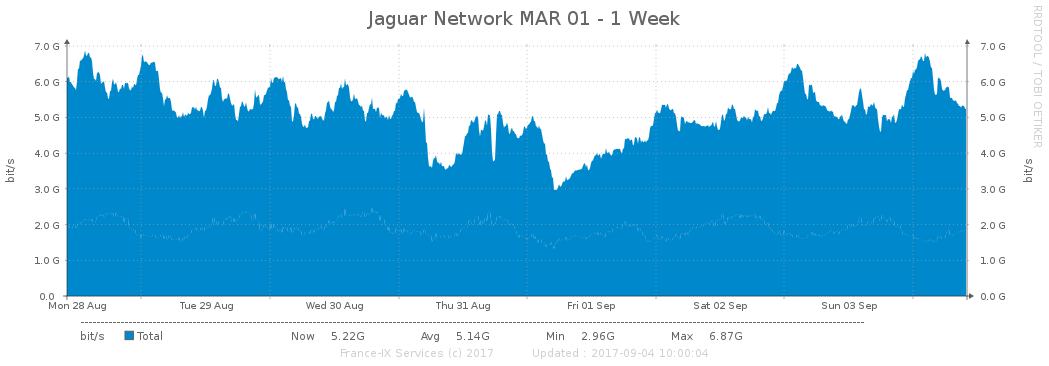 Jaguar Network MAR 01 - 1 Week
RRDTOOL / TOBI OETIKER
7.0 G 7.0 G
6.0 G 6.0 G
5.0 G 5.0 G
4.0 G 4.0 G
3.0 G 3.0 G
2.0 G 2.0 G
1.0 G 1.0 G
0.0 0.0 G
bit/s bit/s
Mon 28 Aug Tue 29 Aug Wed 30 Aug Thu 31 Aug Fri 01 Sep Sat 02 Sep Sun 03 Sep
bit/s Total Now 5.22G Avg 5.14G Min 2.96G Max 6.87G
France-IX Services (c) 2017 Updated : 2017-09-04 10:00:04